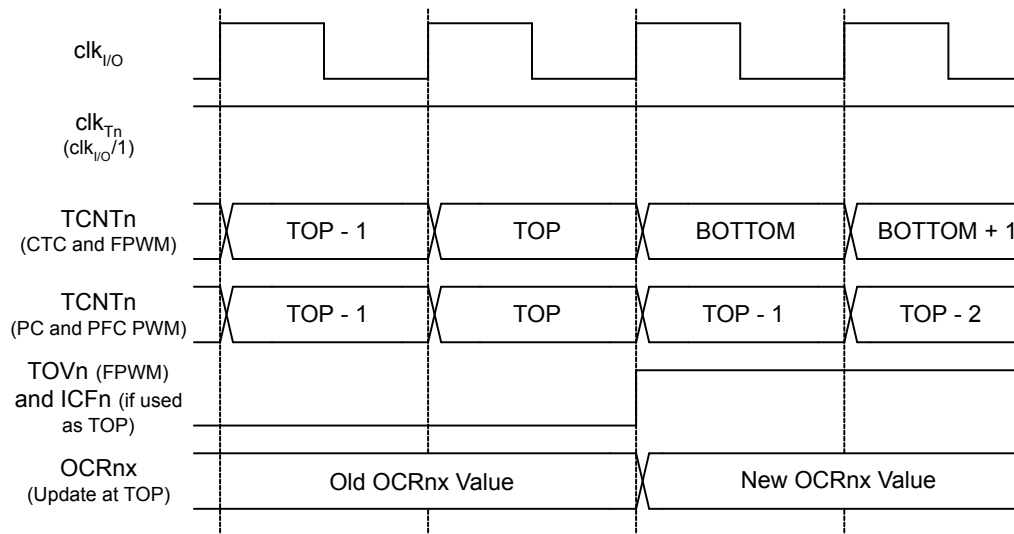 clkI/O
clkTn
(clkI/O/1)
TCNTn
(CTC and FPWM)
TOP - 1
TOP
BOTTOM
BOTTOM + 1
TCNTn
(PC and PFC PWM)
TOP - 1
TOP
TOP - 1
TOP - 2
TOVn (FPWM)
and ICFn (if used
as TOP)
OCRnx
(Update at TOP)
Old OCRnx Value
New OCRnx Value